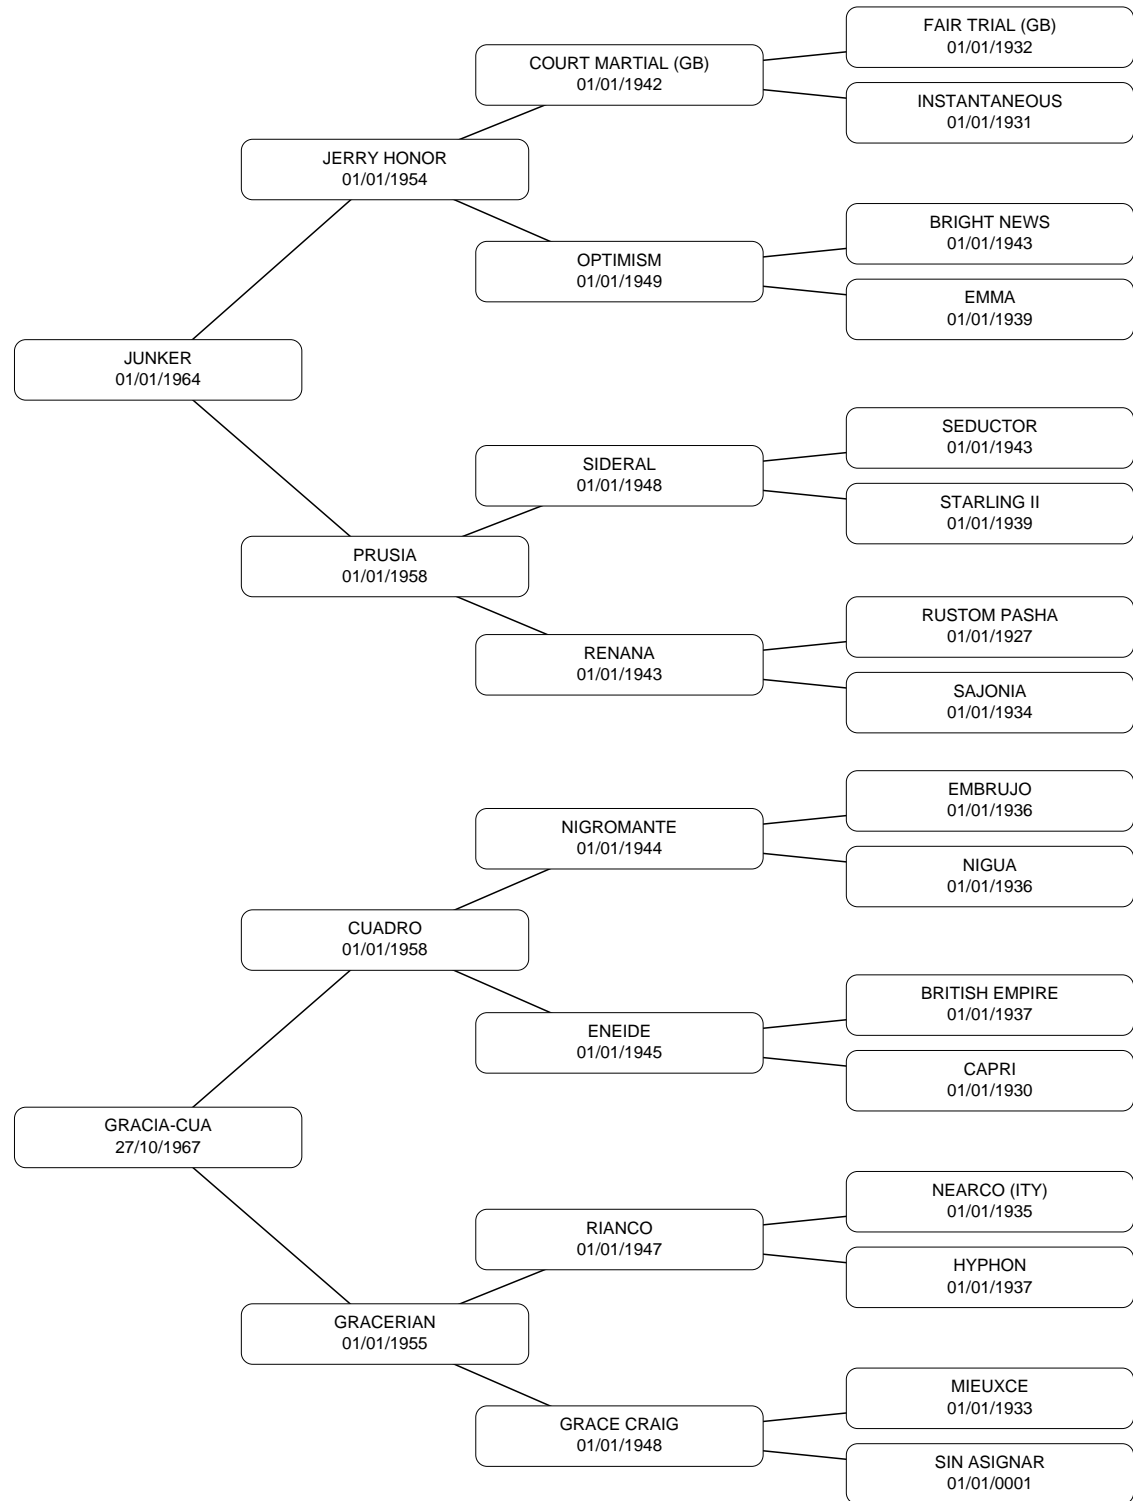 FAIR TRIAL (GB)
01/01/1932
COURT MARTIAL (GB)
01/01/1942
INSTANTANEOUS
01/01/1931
JERRY HONOR
01/01/1954
BRIGHT NEWS
01/01/1943
OPTIMISM
01/01/1949
EMMA
01/01/1939
JUNKER
01/01/1964
SEDUCTOR
01/01/1943
SIDERAL
01/01/1948
STARLING II
01/01/1939
PRUSIA
01/01/1958
RUSTOM PASHA
01/01/1927
RENANA
01/01/1943
SAJONIA
01/01/1934
EMBRUJO
01/01/1936
NIGROMANTE
01/01/1944
NIGUA
01/01/1936
CUADRO
01/01/1958
BRITISH EMPIRE
01/01/1937
ENEIDE
01/01/1945
CAPRI
01/01/1930
GRACIA-CUA
27/10/1967
NEARCO (ITY)
01/01/1935
RIANCO
01/01/1947
HYPHON
01/01/1937
GRACERIAN
01/01/1955
MIEUXCE
01/01/1933
GRACE CRAIG
01/01/1948
SIN ASIGNAR
01/01/0001